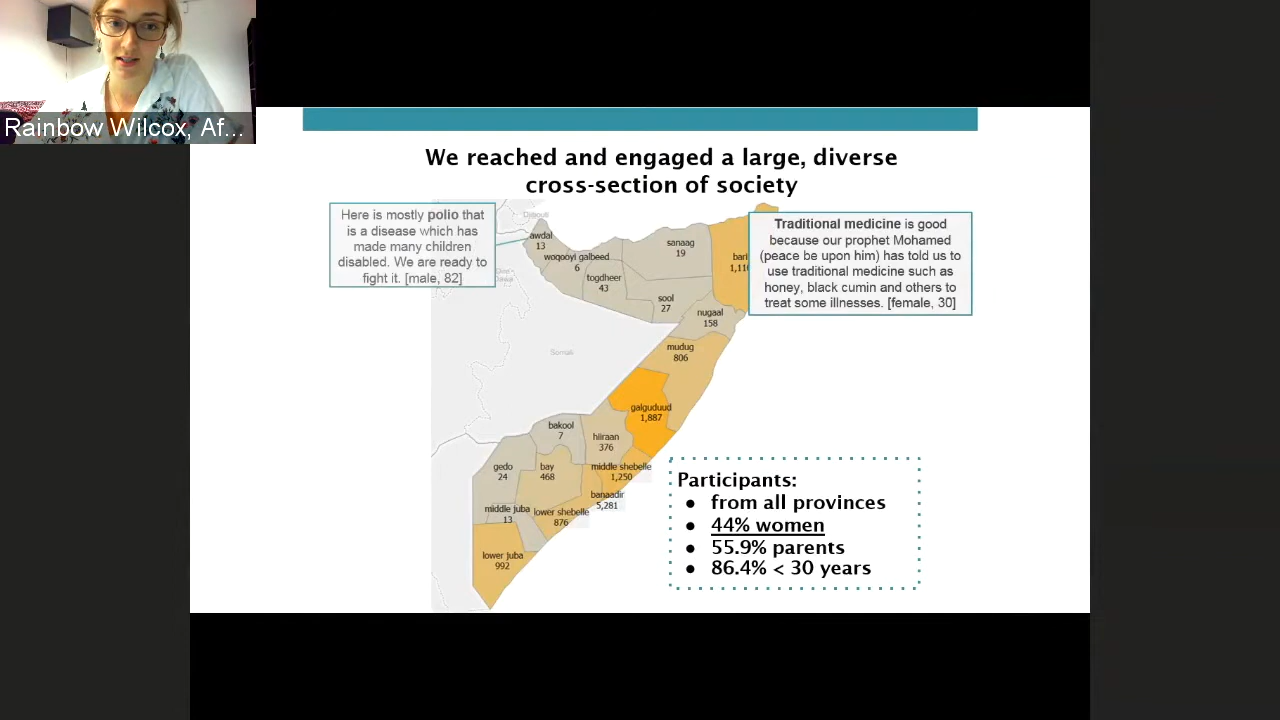 Rainbow Wilcox, Af...
We reached and engaged a large, diverse
cross-section of society
Here is mostly polio that
is a disease which has
made many children
disabled. We are ready to
fight it. [male, 82]
Traditional medicine is good
because our prophet Mohamed
(peace be upon him) has told us to
use traditional medicine such as
honey, black cumin and others to
treat some illnesses. [female, 30]
Djibouti
awdal
13
woqooyi galbeed
6
togdheer
43
sanaag
19
sool
27
bari
nugaal
158
Dawa
Somali
mudug
806
galguduud
1,887
bakool
7
hiiraan
376
gedo
24
bay
468
middle shebelle
1,250
banaadir
5,281
middle juba
13
lower shebelle
876
lower juba
992
Participants:
● from all provinces
● 44% women
● 55.9% parents
● 86.4% < 30 years